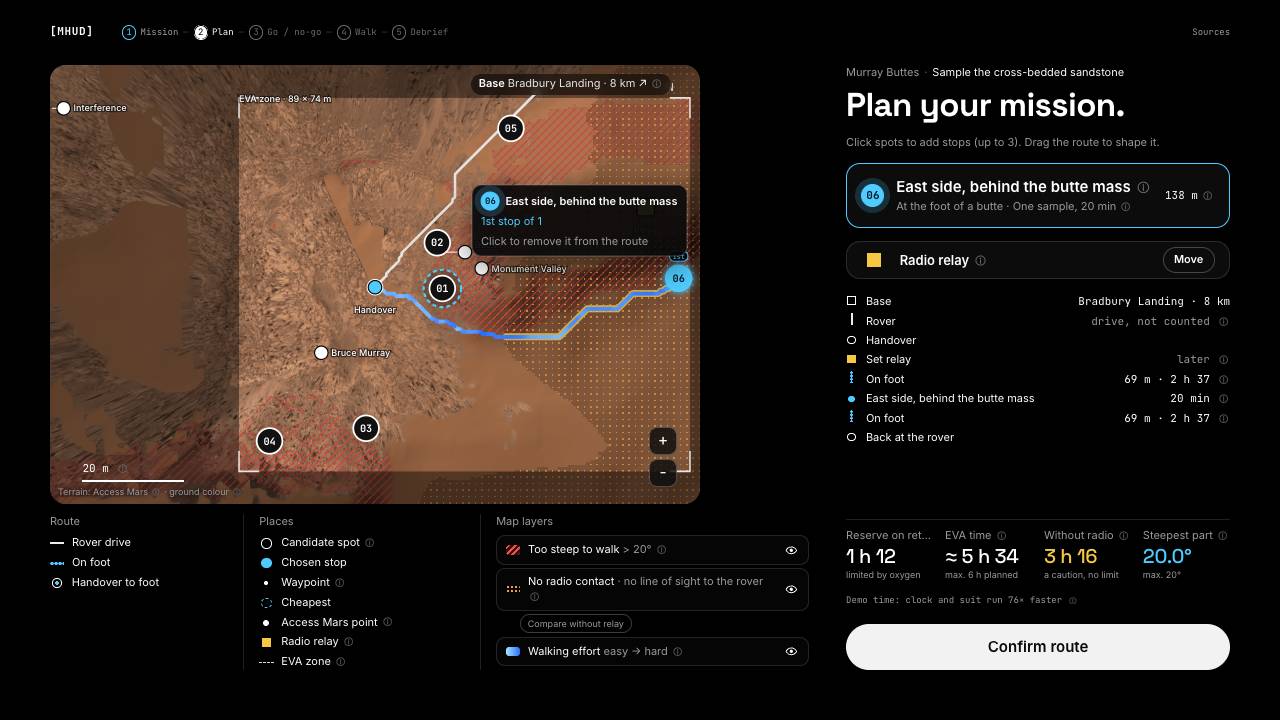 [MHUD]
1 Mission
2 Plan
3 Go / no-go
4 Walk
5 Debrief
Sources
Base Bradbury Landing · 8 km ↗
EVA zone · 89 × 74 m
Interference
05
06 East side, behind the butte mass
1st stop of 1
Click to remove it from the route
02
Monument Valley
1st
06
01
Handover
Bruce Murray
03
04
+
-
20 m
Terrain: Access Mars · ground colour
Murray Buttes · Sample the cross-bedded sandstone
Plan your mission.
Click spots to add stops (up to 3). Drag the route to shape it.
06 East side, behind the butte mass
138 m
At the foot of a butte · One sample, 20 min
Radio relay
Move
Base Bradbury Landing · 8 km
Rover drive, not counted
Handover
Set relay later
On foot 69 m · 2 h 37
East side, behind the butte mass 20 min
On foot 69 m · 2 h 37
Back at the rover
Route
Rover drive
On foot
Handover to foot
Places
Candidate spot
Chosen stop
Waypoint
Cheapest
Access Mars point
Radio relay
EVA zone
Map layers
Too steep to walk > 20°
No radio contact · no line of sight to the rover
Compare without relay
Walking effort easy → hard
Reserve on ret... EVA time Without radio Steepest part
1 h 12 ≈ 5 h 34 3 h 16 20.0°
limited by oxygen max. 6 h planned a caution, no limit max. 20°
Demo time: clock and suit run 76× faster
Confirm route